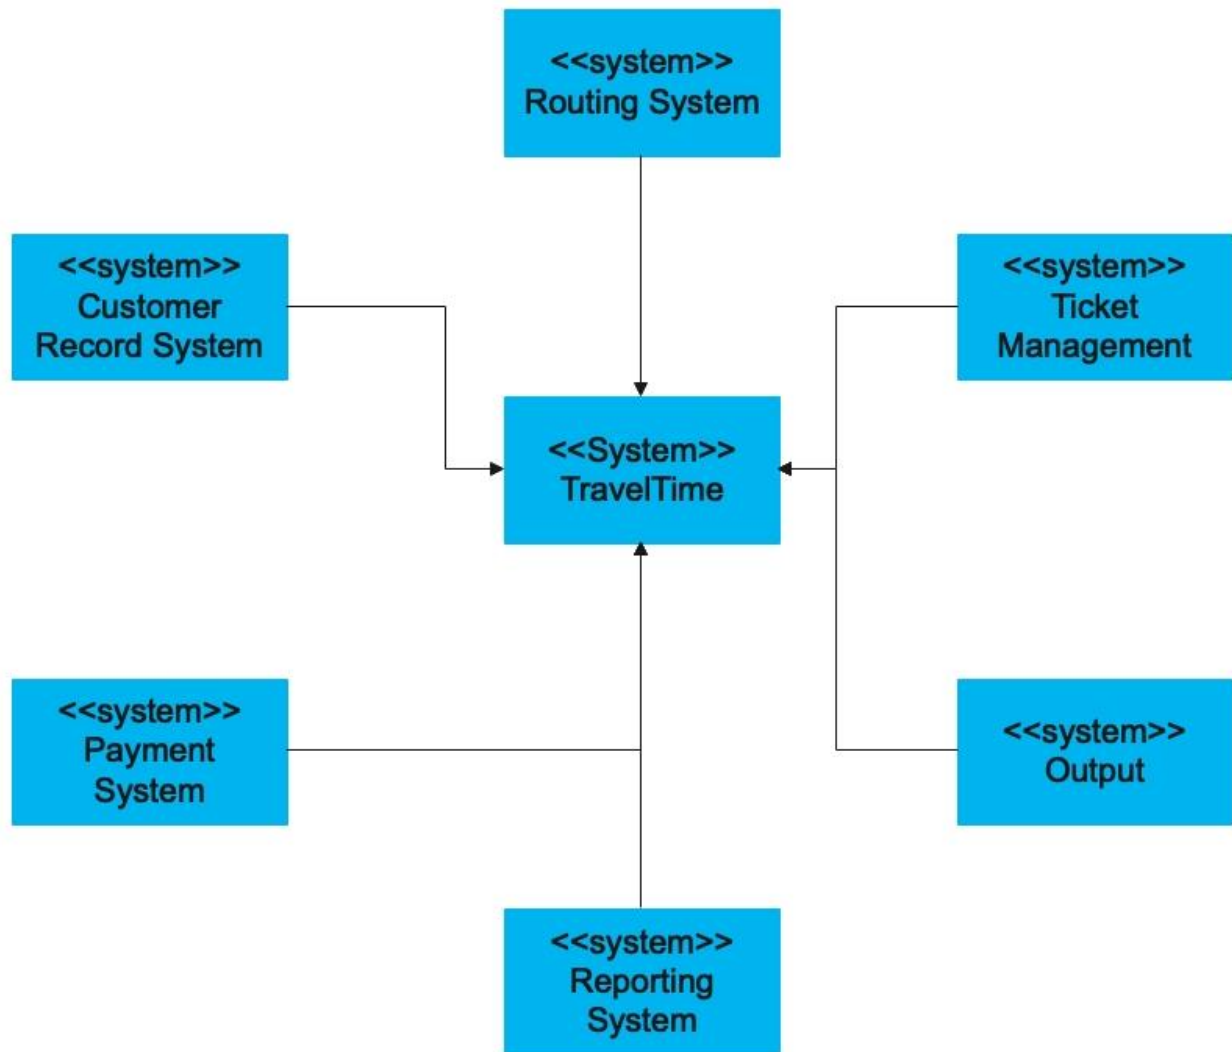 <<system>>
Routing System
<<system>>
Customer
Record System
<<system>>
Ticket
Management
<<System>>
TravelTime
<<system>>
Payment
System
<<system>>
Output
<<system>>
Reporting
System